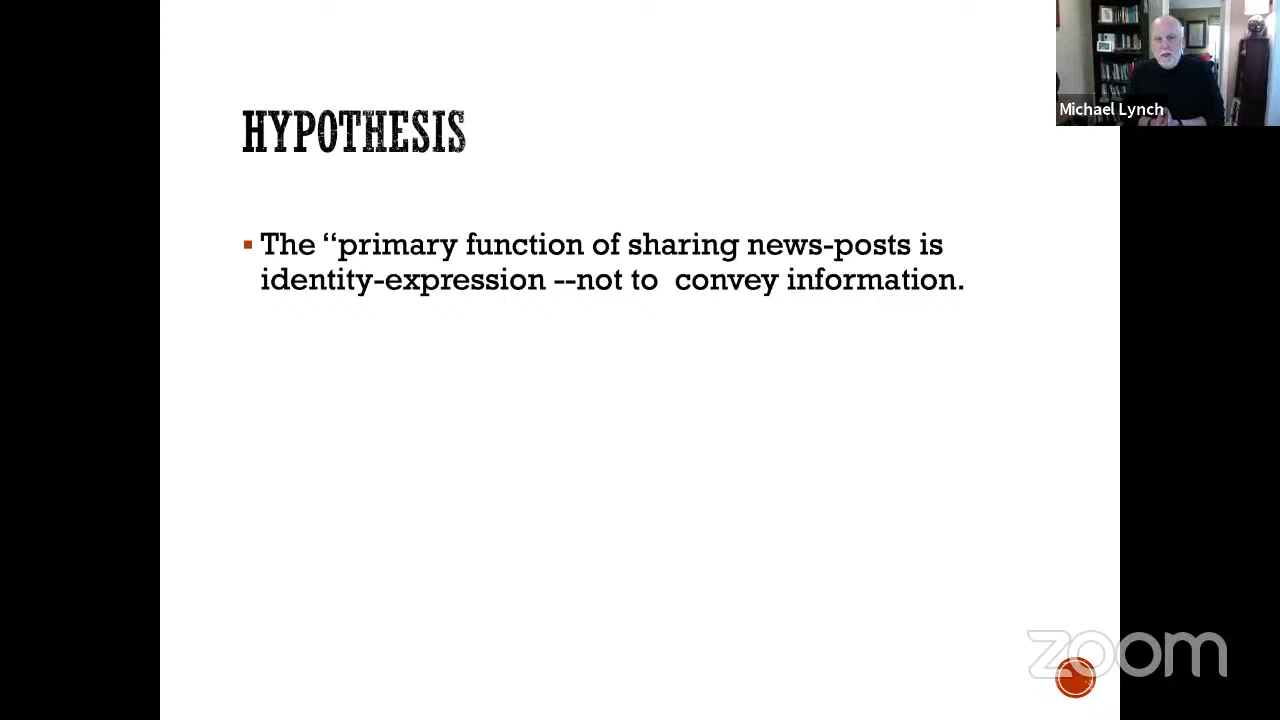 HYPOTHESIS
The “primary function of sharing news-posts is
identity-expression --not to  convey information.
Michael Lynch
zoom